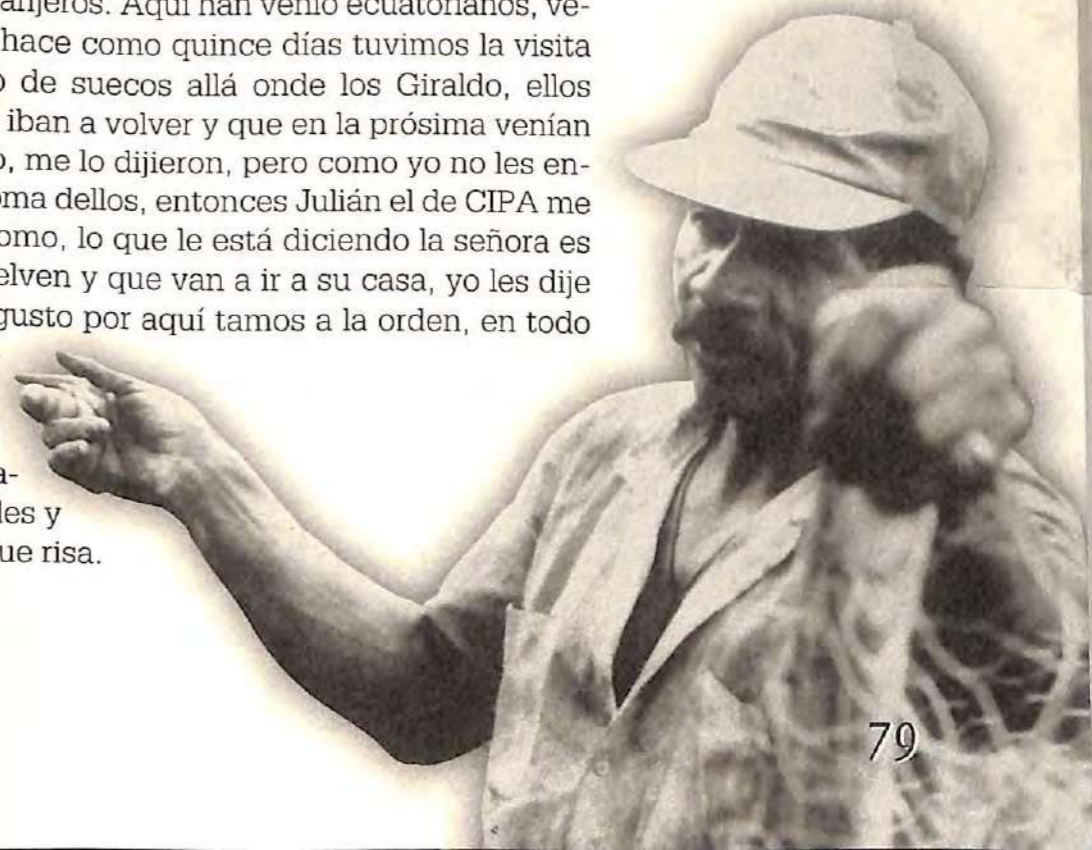 anjeros. Aquí han venío ecuatorianos, ve-
hace como quince días tuvimos la visita
de suecos allá onde los Giraldo, ellos
iban a volver y que en la prósima venían
me lo dijieron, pero como yo no les en-
oma dellos, entonces Julián el de CIPA me
omo, lo que le está diciendo la señora es
elven y que van a ir a su casa, yo les dije
gusto por aquí tamos a la orden, en todo
a-
les y
ue risa.
79